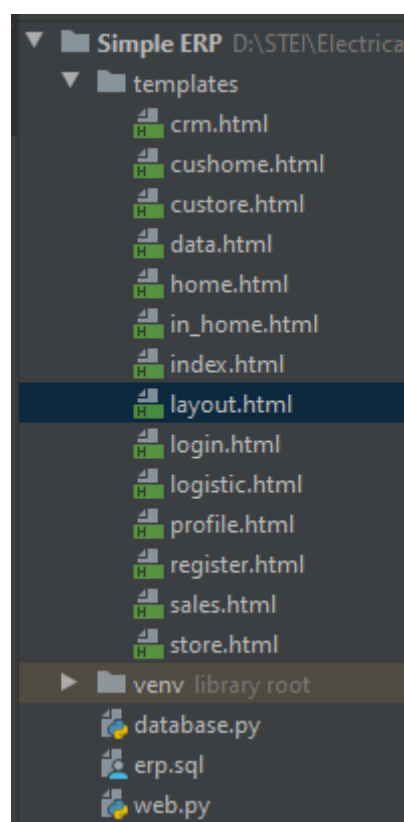 Simple ERP D:\STEI\Electrica
templates
crm.html
cushome.html
custore.html
data.html
home.html
in_home.html
index.html
layout.html
login.html
logistic.html
profile.html
register.html
sales.html
store.html
venv library root
database.py
erp.sql
web.py